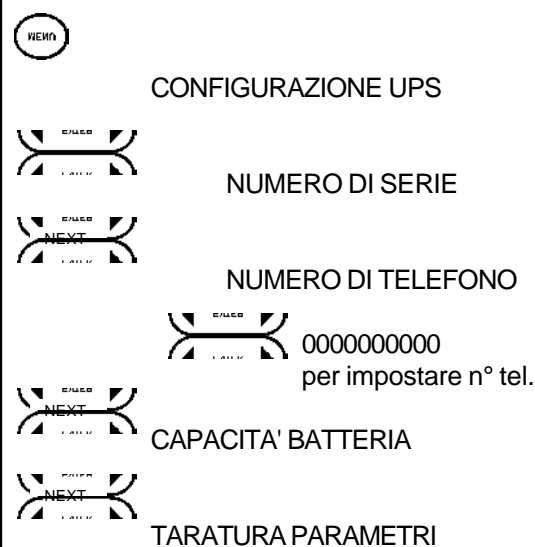 MENU
CONFIGURAZIONE UPS
NUMERO DI SERIE
NEXT
NUMERO DI TELEFONO
0000000000
per impostare n° tel.
NEXT
CAPACITA' BATTERIA
NEXT
TARATURA PARAMETRI